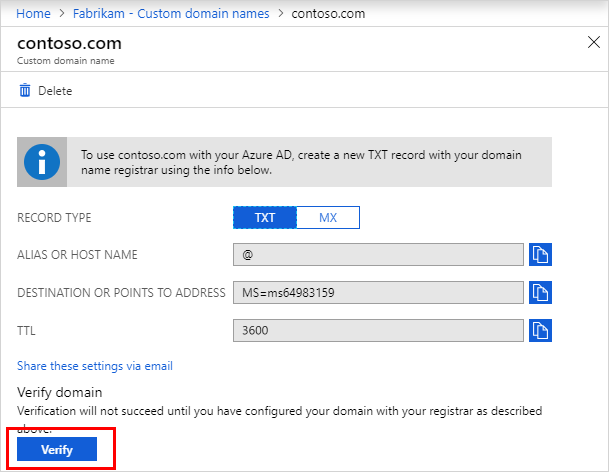 Home > Fabrikam - Custom domain names > contoso.com
contoso.com
Custom domain name
Delete
To use contoso.com with your Azure AD, create a new TXT record with your domain
name registrar using the info below.
RECORD TYPE TXT MX
ALIAS OR HOST NAME @
DESTINATION OR POINTS TO ADDRESS MS=ms64983159
TTL 3600
Share these settings via email
Verify domain
Verification will not succeed until you have configured your domain with your registrar as described
above.
Verify